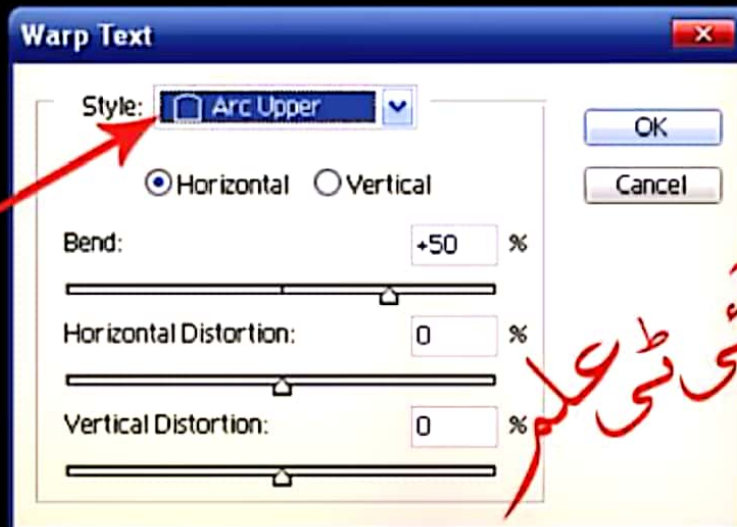 Warp Text
Style: Arc Upper
OK
Horizontal Vertical
Cancel
Bend: +50 %
Horizontal Distortion: 0 %
Vertical Distortion: 0 %
ئی ٹی علم